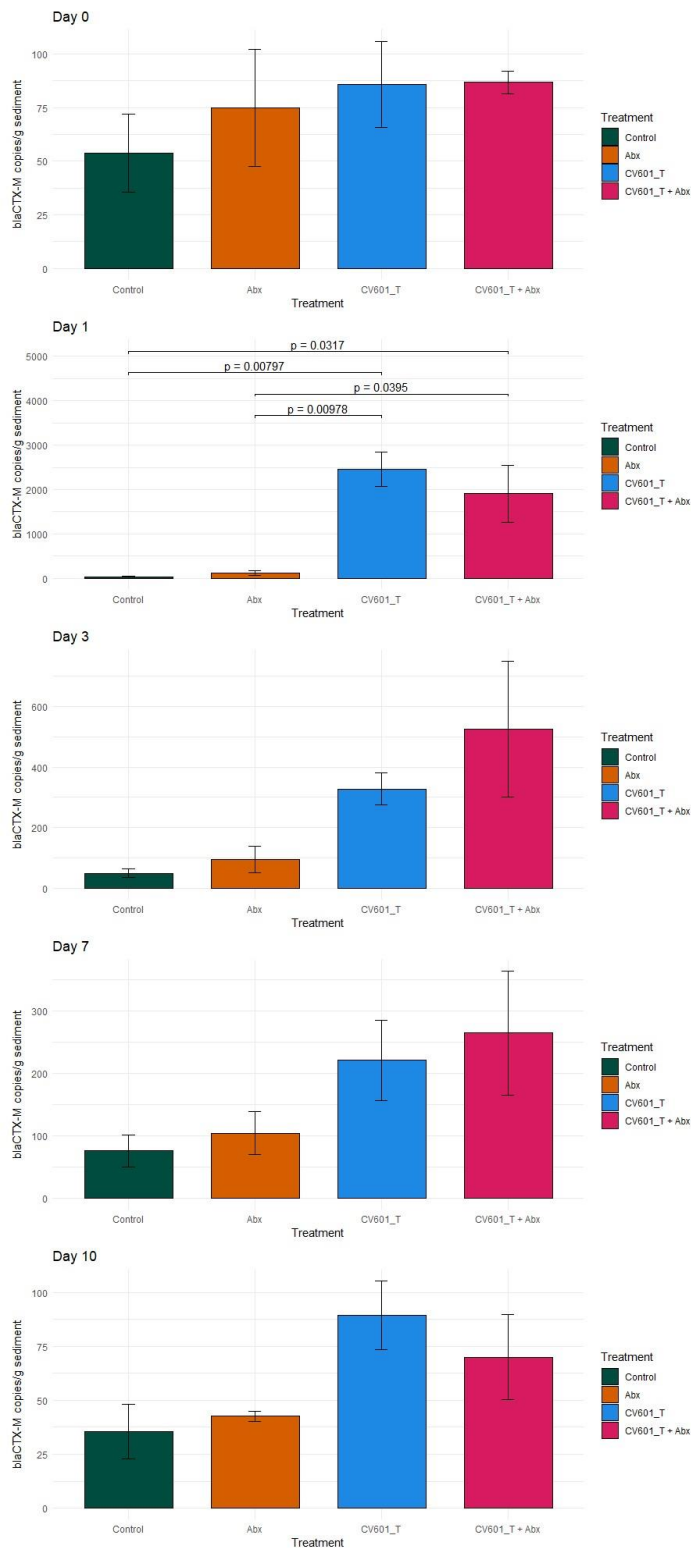 Day 0
blaCTX-M copies/g sediment
100
75
50
25
0
Control
Abx
CV601_T
CV601_T + Abx
Treatment
Treatment
Control
Abx
CV601_T
CV601_T + Abx
Day 1
blaCTX-M copies/g sediment
5000
4000
3000
2000
1000
0
p = 0.0317
p = 0.00797
p = 0.0395
p = 0.00978
Control
Abx
CV601_T
CV601_T + Abx
Treatment
Treatment
Control
Abx
CV601_T
CV601_T + Abx
Day 3
blaCTX-M copies/g sediment
600
400
200
0
Control
Abx
CV601_T
CV601_T + Abx
Treatment
Treatment
Control
Abx
CV601_T
CV601_T + Abx
Day 7
blaCTX-M copies/g sediment
300
200
100
0
Control
Abx
CV601_T
CV601_T + Abx
Treatment
Treatment
Control
Abx
CV601_T
CV601_T + Abx
Day 10
blaCTX-M copies/g sediment
100
75
50
25
0
Control
Abx
CV601_T
CV601_T + Abx
Treatment
Treatment
Control
Abx
CV601_T
CV601_T + Abx